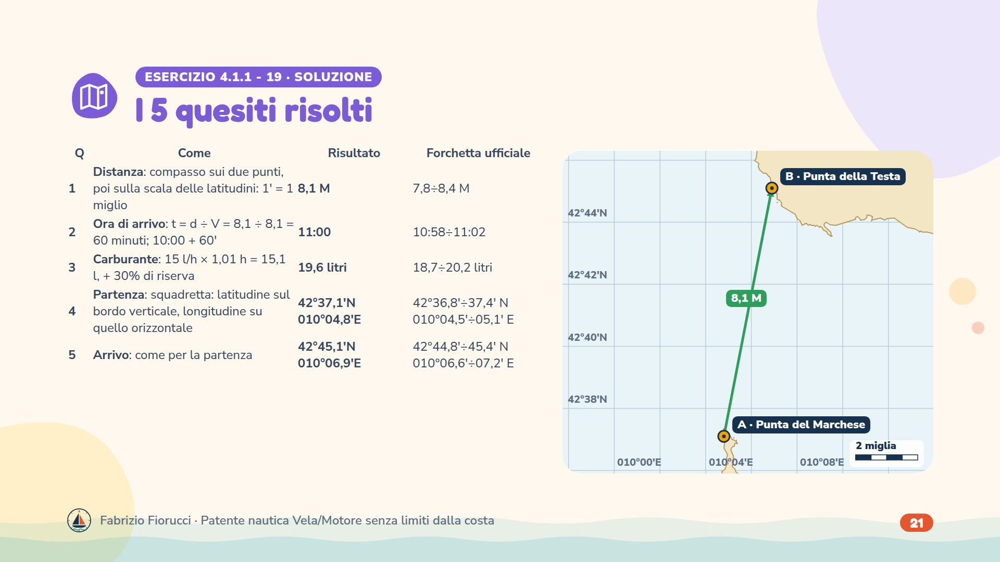 ESERCIZIO 4.1.1 - 19 · SOLUZIONE
I 5 quesiti risolti
Q Come Risultato Forchetta ufficiale
Distanza: compasso sui due punti,
1 poi sulla scala delle latitudini: 1' = 1 8,1 M 7,8÷8,4 M
miglio
Ora di arrivo: t = d ÷ V = 8,1 ÷ 8,1 =
2 11:00 10:58÷11:02
60 minuti; 10:00 + 60'
Carburante: 15 l/h × 1,01 h = 15,1
3 19,6 litri 18,7÷20,2 litri
l, + 30% di riserva
Partenza: squadretta: latitudine sul
42°37,1'N 42°36,8'÷37,4' N
4 bordo verticale, longitudine su
010°04,8'E 010°04,5'÷05,1' E
quello orizzontale
42°45,1'N 42°44,8'÷45,4' N
5 Arrivo: come per la partenza
010°06,9'E 010°06,6'÷07,2' E
B · Punta della Testa
42°44'N
42°42'N
8,1 M
42°40'N
42°38'N
A · Punta del Marchese
2 miglia
010°00'E 010°04'E 010°08'E
Fabrizio Fiorucci · Patente nautica Vela/Motore senza limiti dalla costa
21